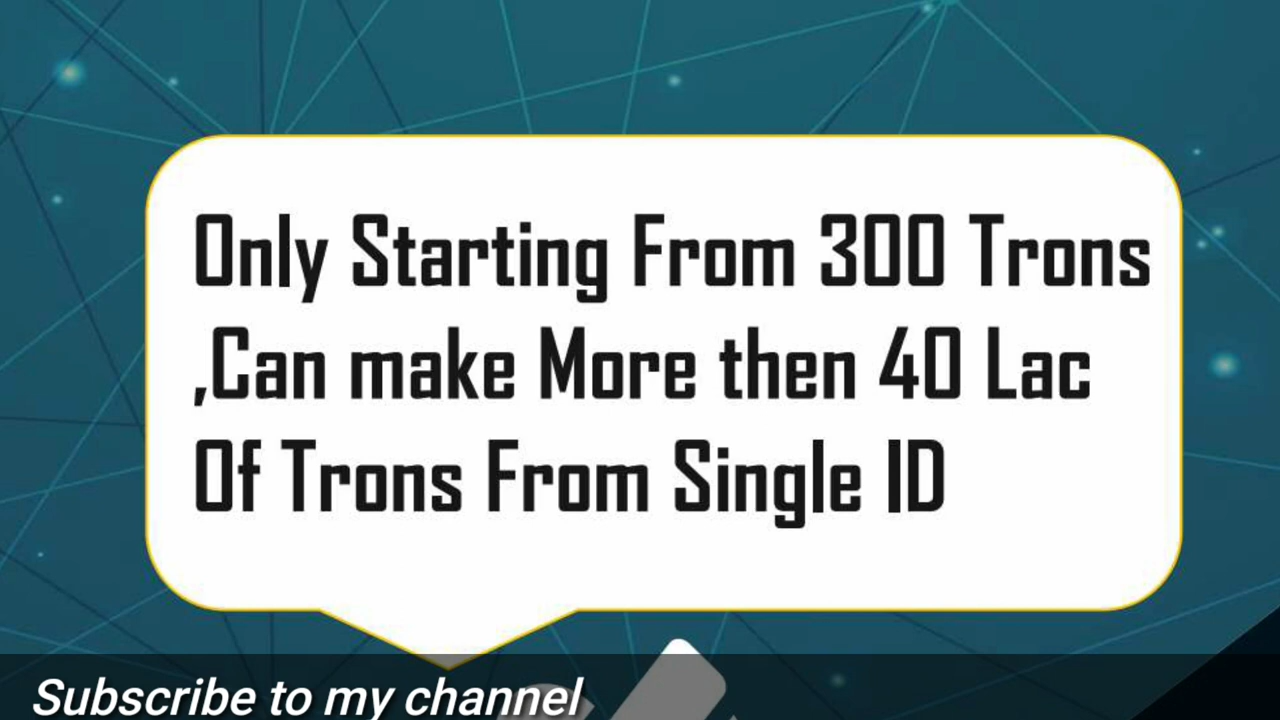 Only Starting From 300 Trons
,Can make More then 40 Lac
Of Trons From Single ID
Subscribe to my channel